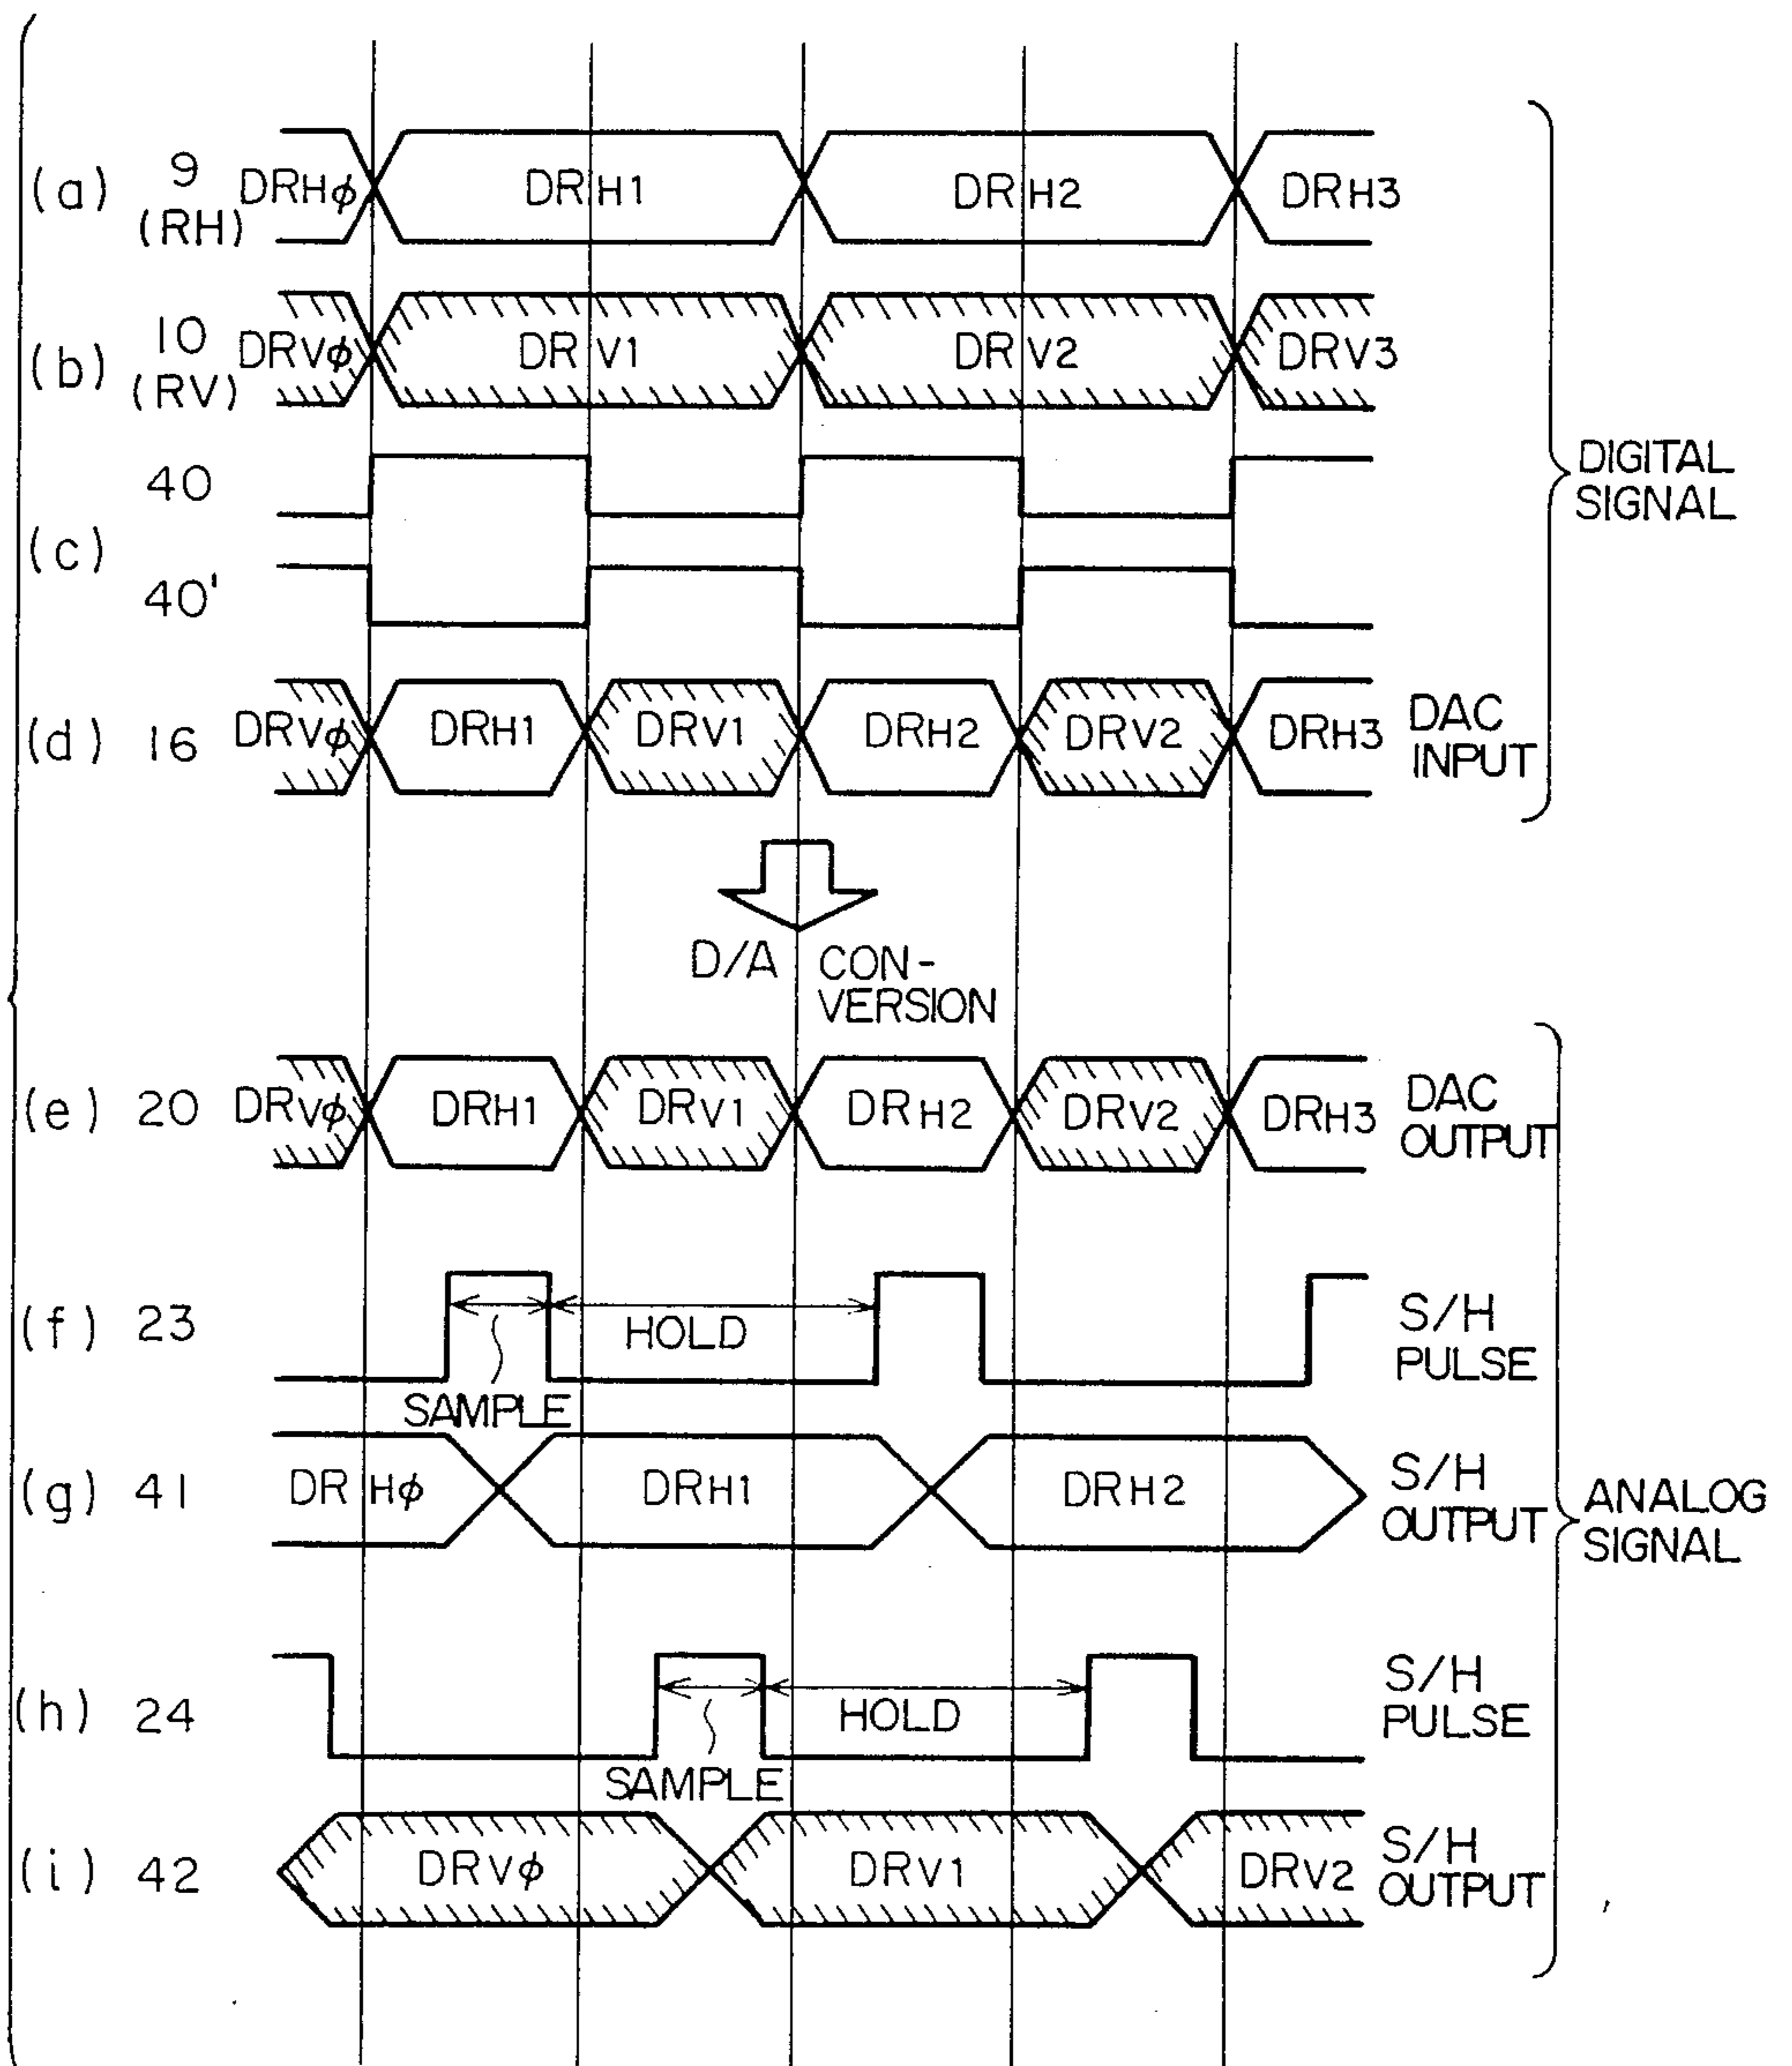 (a) 9 (RH) DRHφ DRH1 DRH2 DRH3
(b) 10 (RV) DRVφ DRV1 DRV2 DRV3
(c) 40
40'
DIGITAL
SIGNAL
(d) 16 DRVφ DRH1 DRV1 DRH2 DRV2 DRH3 DAC
INPUT
D/A CON-
VERSION
(e) 20 DRVφ DRH1 DRV1 DRH2 DRV2 DRH3 DAC
OUTPUT
(f) 23 HOLD S/H
PULSE
SAMPLE
(g) 41 DRHφ DRH1 DRH2 S/H
OUTPUT
ANALOG
SIGNAL
(h) 24 HOLD S/H
PULSE
SAMPLE
(i) 42 DRVφ DRV1 DRV2 S/H
OUTPUT